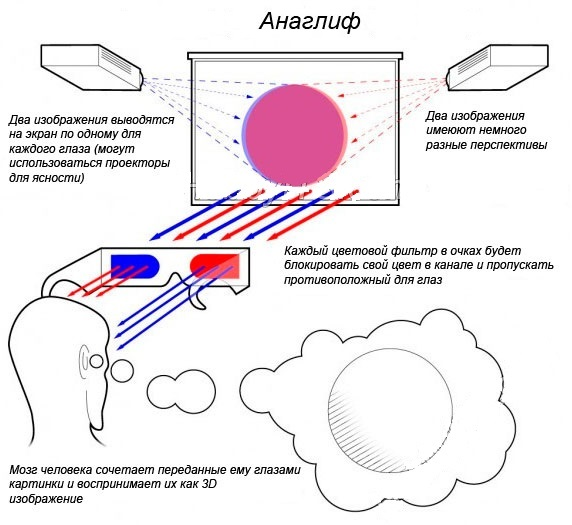 Анаглиф
Два изображения выводятся
на экран по одному для
каждого глаза (могут
использоваться проекторы
для ясности)
Два изображения
имеюют немного
разные перспективы
Каждый цветовой фильтр в очках будет
блокировать свой цвет в канале и пропускать
противоположный для глаз
Мозг человека сочетает переданные ему глазами
картинки и воспринимает их как 3D
изображение